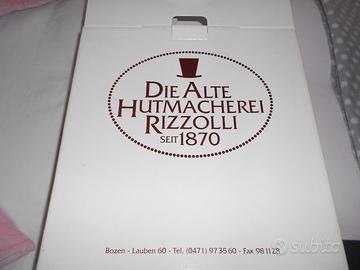 DIE ALTE
HUTMACHEREI
RIZZOLLI
SEIT 1870
Bozen - Lauben 60 - Tel. (0471) 97 35 60 - Fax 98 11 28
subito